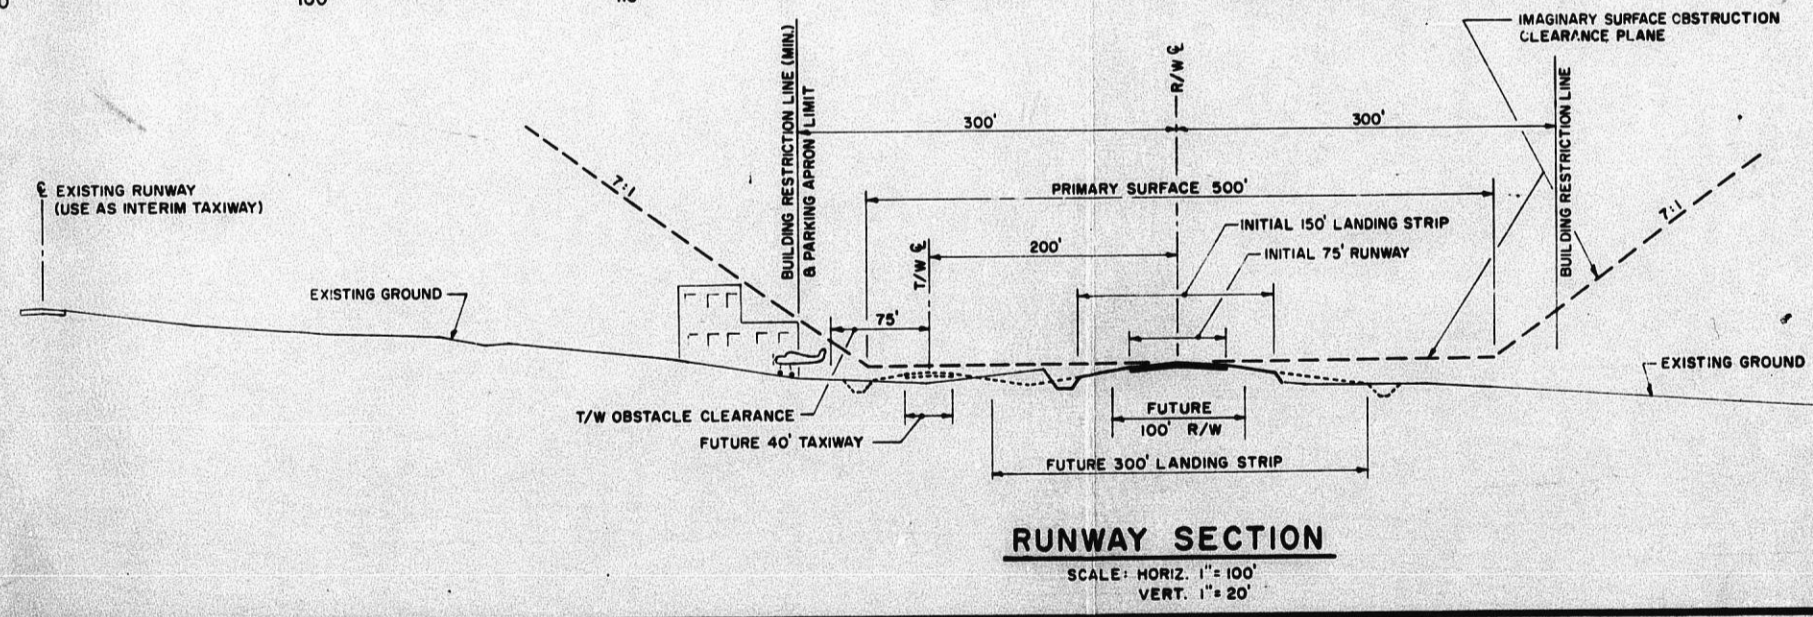 100
IMAGINARY SURFACE OBSTRUCTION
CLEARANCE PLANE
BUILDING RESTRICTION LINE (MIN.)
& PARKING APRON LIMIT
R/W ℄
BUILDING RESTRICTION LINE
300'
300'
℄ EXISTING RUNWAY
(USE AS INTERIM TAXIWAY)
7:1
PRIMARY SURFACE 500'
7:1
INITIAL 150' LANDING STRIP
T/W ℄
200'
INITIAL 75' RUNWAY
EXISTING GROUND
75'
EXISTING GROUND
T/W OBSTACLE CLEARANCE
FUTURE
100' R/W
FUTURE 40' TAXIWAY
FUTURE 300' LANDING STRIP
RUNWAY SECTION
SCALE: HORIZ. 1"= 100'
VERT. 1"= 20'